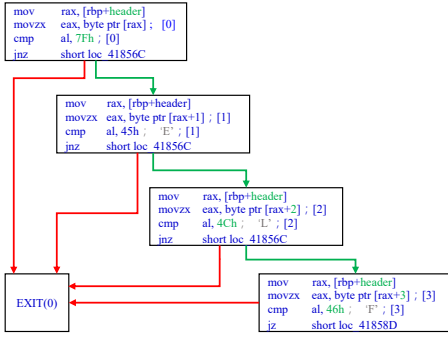 mov rax, [rbp+header]
movzx eax, byte ptr [rax] ; [0]
cmp al, 7Fh ; [0]
jnz short loc_41856C
mov rax, [rbp+header]
movzx eax, byte ptr [rax+1] ; [1]
cmp al, 45h ; 'E' ; [1]
jnz short loc_41856C
mov rax, [rbp+header]
movzx eax, byte ptr [rax+2] ; [2]
cmp al, 4Ch ; 'L' ; [2]
jnz short loc_41856C
mov rax, [rbp+header]
movzx eax, byte ptr [rax+3] ; [3]
cmp al, 46h ; 'F' ; [3]
jz short loc_41858D
EXIT(0)